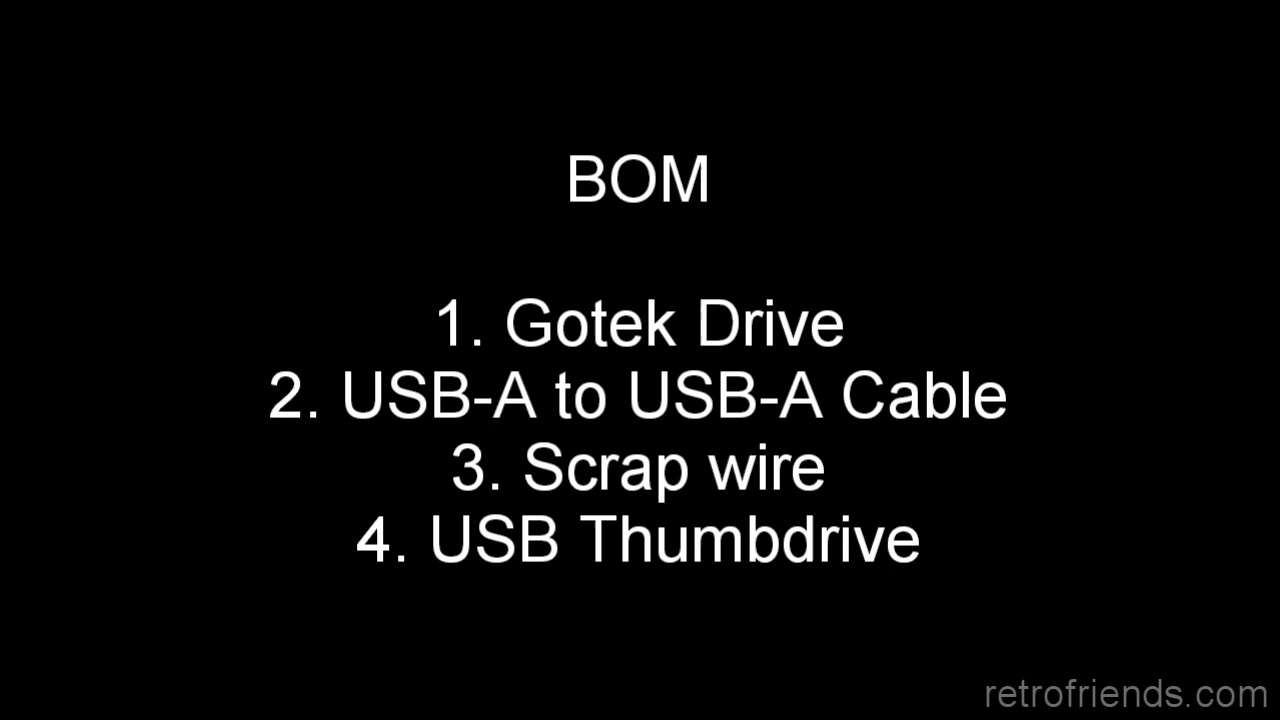 BOM
1. Gotek Drive
2. USB-A to USB-A Cable
3. Scrap wire
4. USB Thumbdrive
retrofriends.com